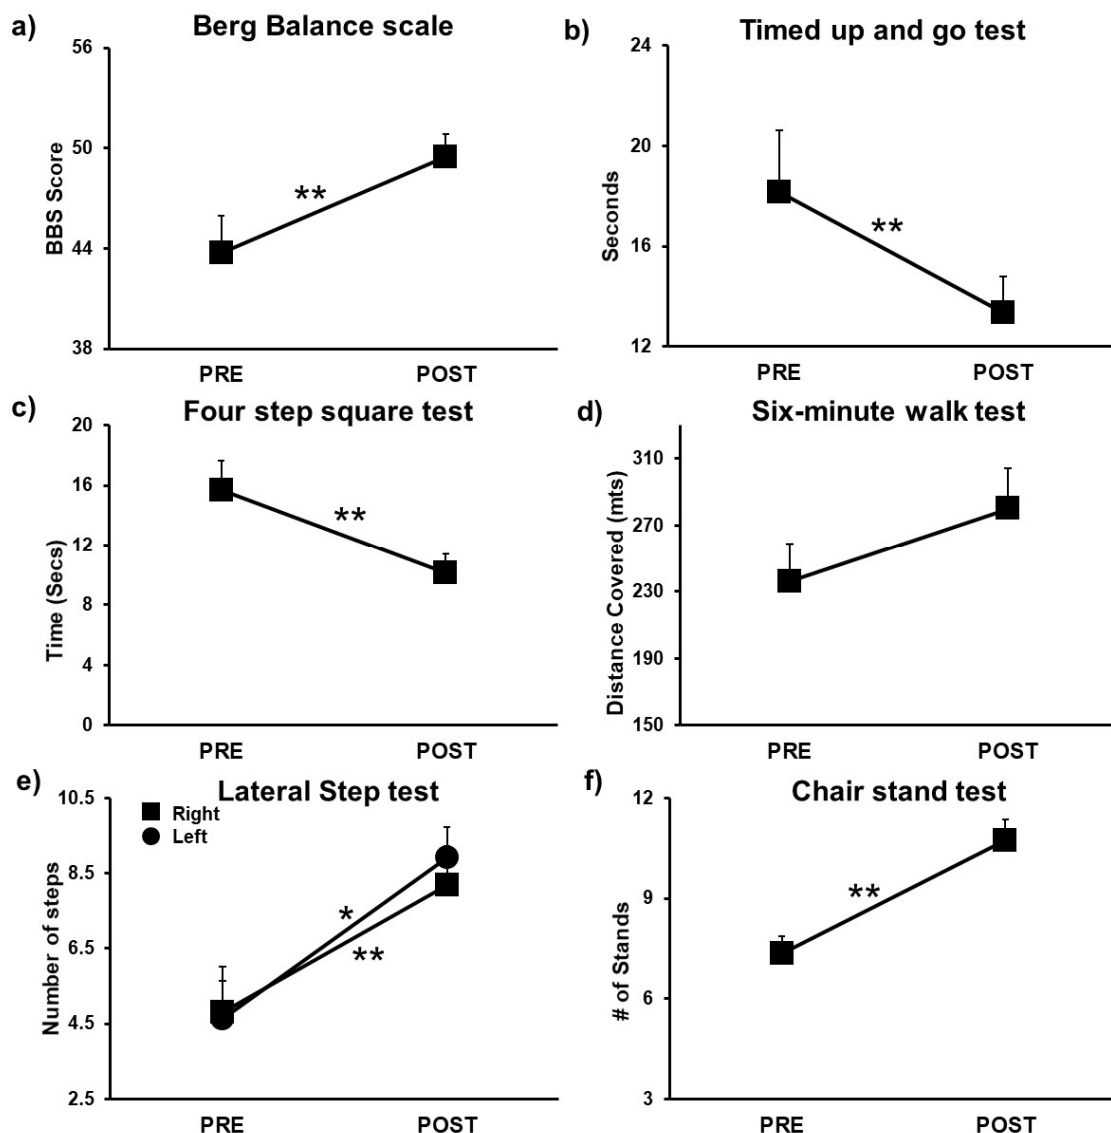 a)
Berg Balance scale
56
50
44
38
BBS Score
**
PRE
POST
b)
Timed up and go test
24
20
16
12
Seconds
**
PRE
POST
c)
Four step square test
20
16
12
8
4
0
Time (Secs)
**
PRE
POST
d)
Six-minute walk test
310
270
230
190
150
Distance Covered (mts)
PRE
POST
e)
Lateral Step test
10.5
8.5
6.5
4.5
2.5
Number of steps
Right
Left
*
**
PRE
POST
f)
Chair stand test
12
9
6
3
# of Stands
**
PRE
POST